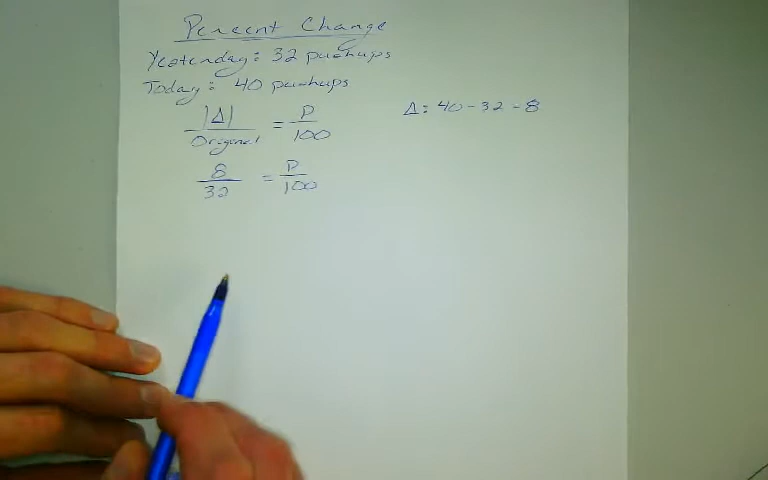 Percent Change
Yesterday: 32 pushups
Today: 40 pushups
|Δ| / Original = P / 100
Δ: 40 - 32 = 8
8 / 32 = P / 100